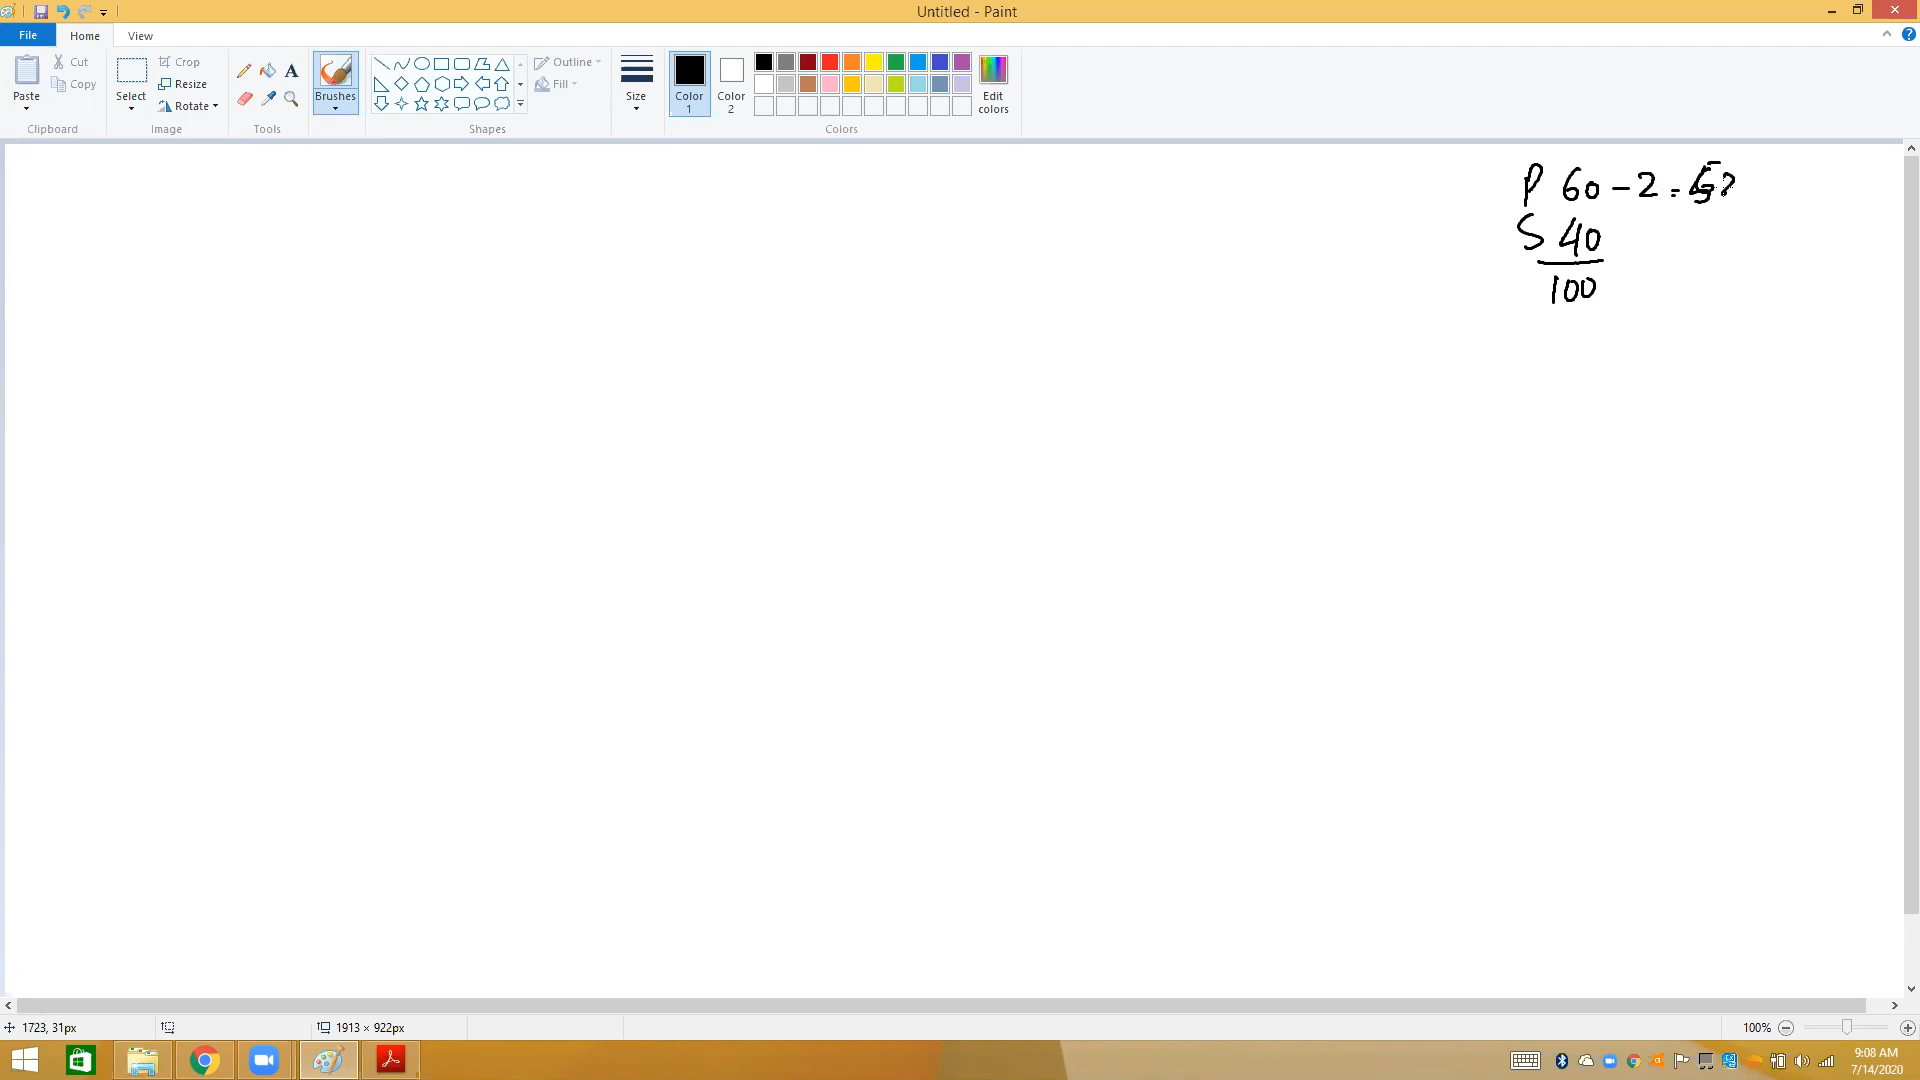 Untitled - Paint
File Home View
Paste Cut Copy Clipboard
Select Crop Resize Rotate Image
Tools
Brushes
Shapes
Outline Fill
Size
Color 1 Color 2
Edit colors
Colors
P 60 - 2 =
S 40
100
1723, 31px
1913 × 922px
100%
9:08 AM
7/14/2020